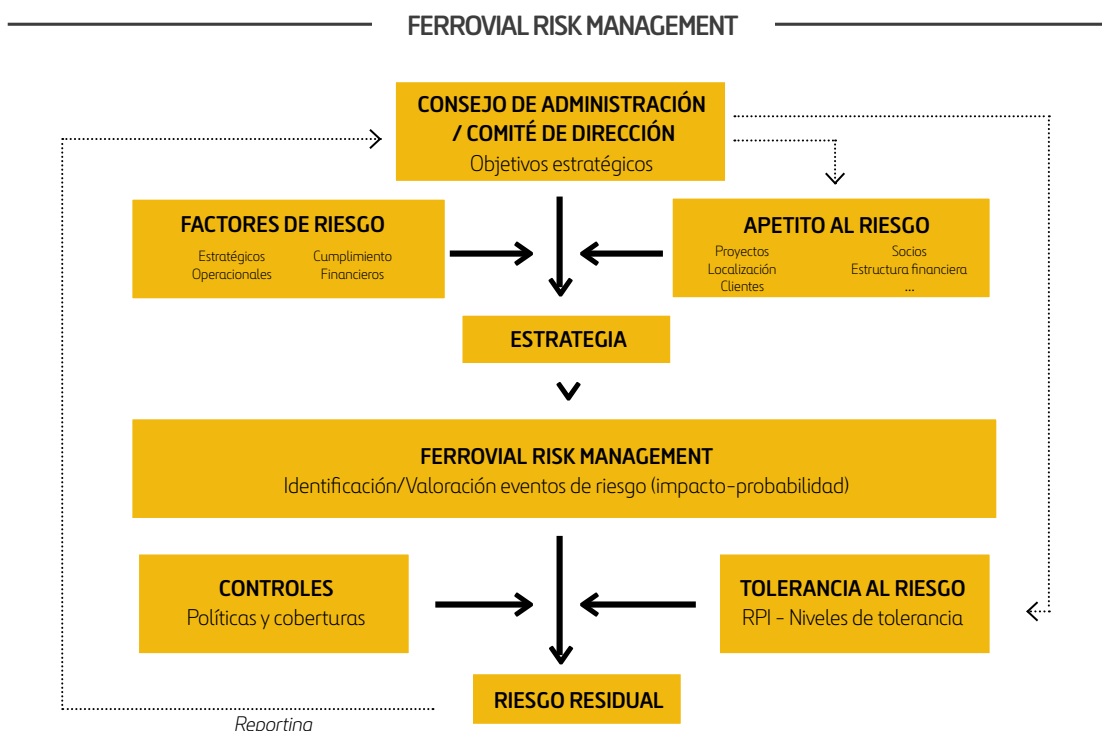 FERROVIAL RISK MANAGEMENT
CONSEJO DE ADMINISTRACIÓN
/ COMITÉ DE DIRECCIÓN
Objetivos estratégicos
FACTORES DE RIESGO
Estratégicos
Operacionales
Cumplimiento
Financieros
APETITO AL RIESGO
Proyectos
Localización
Clientes
Socios
Estructura financiera
...
ESTRATEGIA
FERROVIAL RISK MANAGEMENT
Identificación/Valoración eventos de riesgo (impacto-probabilidad)
CONTROLES
Políticas y coberturas
TOLERANCIA AL RIESGO
RPI - Niveles de tolerancia
RIESGO RESIDUAL
Reporting